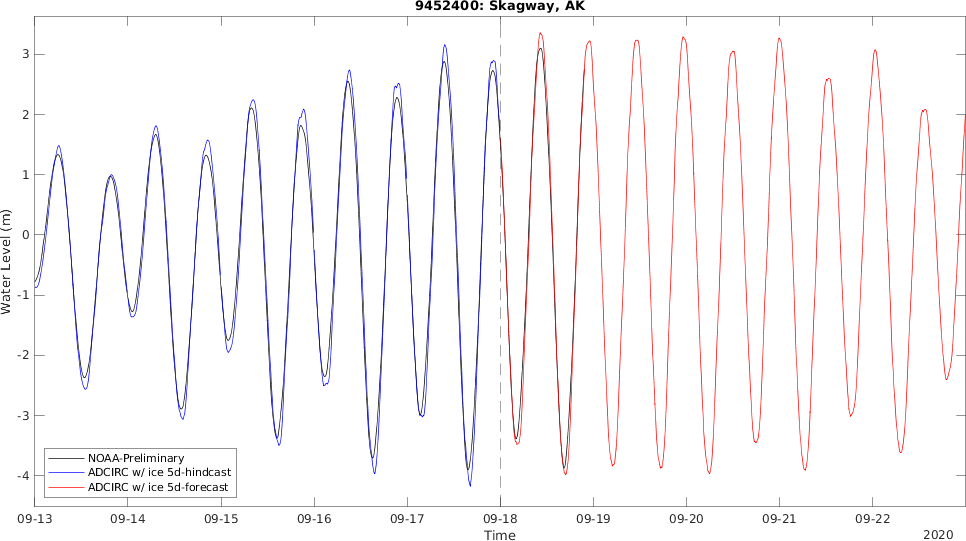 9452400: Skagway, AK
Water Level (m)
3
2
1
0
-1
-2
-3
-4
NOAA-Preliminary
ADCIRC w/ ice 5d-hindcast
ADCIRC w/ ice 5d-forecast
09-13 09-14 09-15 09-16 09-17 09-18 09-19 09-20 09-21 09-22
Time
2020